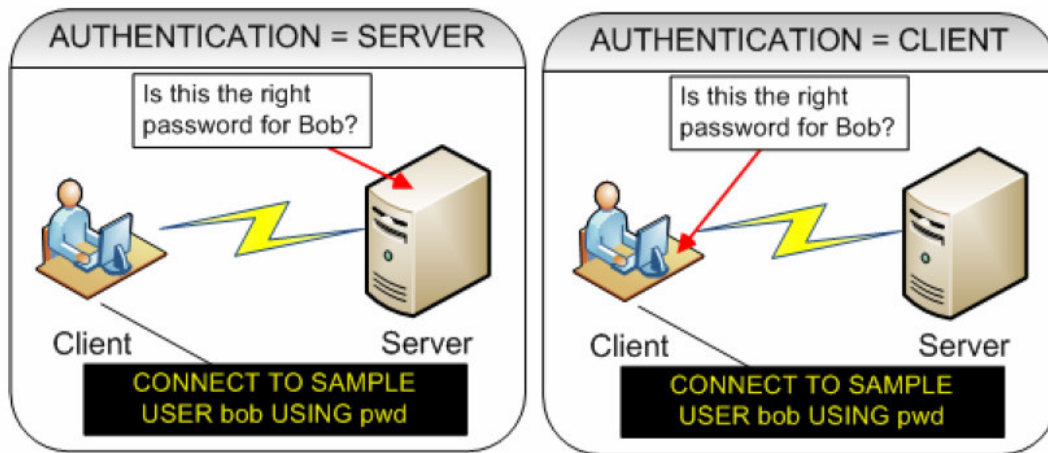 AUTHENTICATION = SERVER
Is this the right
password for Bob?
Client
Server
CONNECT TO SAMPLE
USER bob USING pwd
AUTHENTICATION = CLIENT
Is this the right
password for Bob?
Client
Server
CONNECT TO SAMPLE
USER bob USING pwd